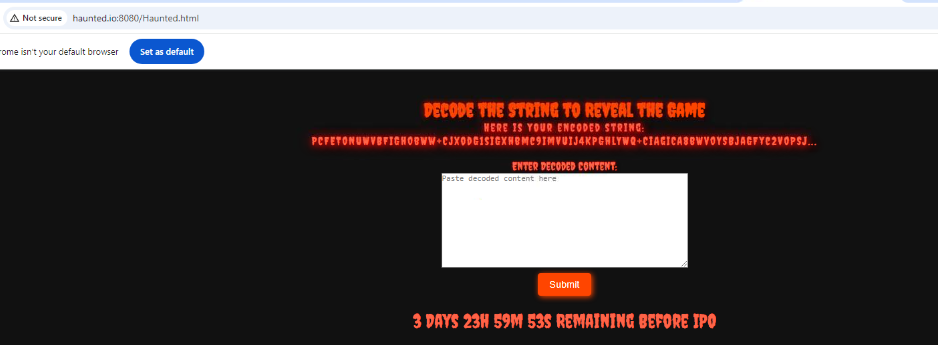 Not secure haunted.io:8080/Haunted.html
rome isn't your default browser Set as default
DECODE THE STRING TO REVEAL THE GAME
HERE IS YOUR ENCODED STRING:
PCFET0NUWVBFIGH0BWW+CJXODG1SIGXHBMC9IMVUIJ4KPGHLYWQ+CIAGICA8BWV0YSBJAGFYC2V0PSJ...
ENTER DECODED CONTENT:
Paste decoded content here
Submit
3 DAYS 23H 59M 53S REMAINING BEFORE IPO